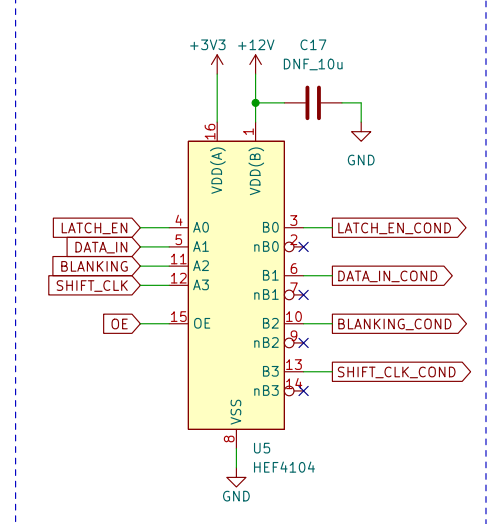 +3V3 +12V C17
DNF_10u
GND
16 1
VDD(A) VDD(B)
LATCH_EN 4 A0 B0 3 LATCH_EN_COND
DATA_IN 5 A1 nB0 2
BLANKING 11 A2
B1 6 DATA_IN_COND
SHIFT_CLK 12 A3
nB1 7
OE 15 OE B2 10 BLANKING_COND
nB2 9
B3 13 SHIFT_CLK_COND
nB3 14
VSS
8
U5
HEF4104
GND